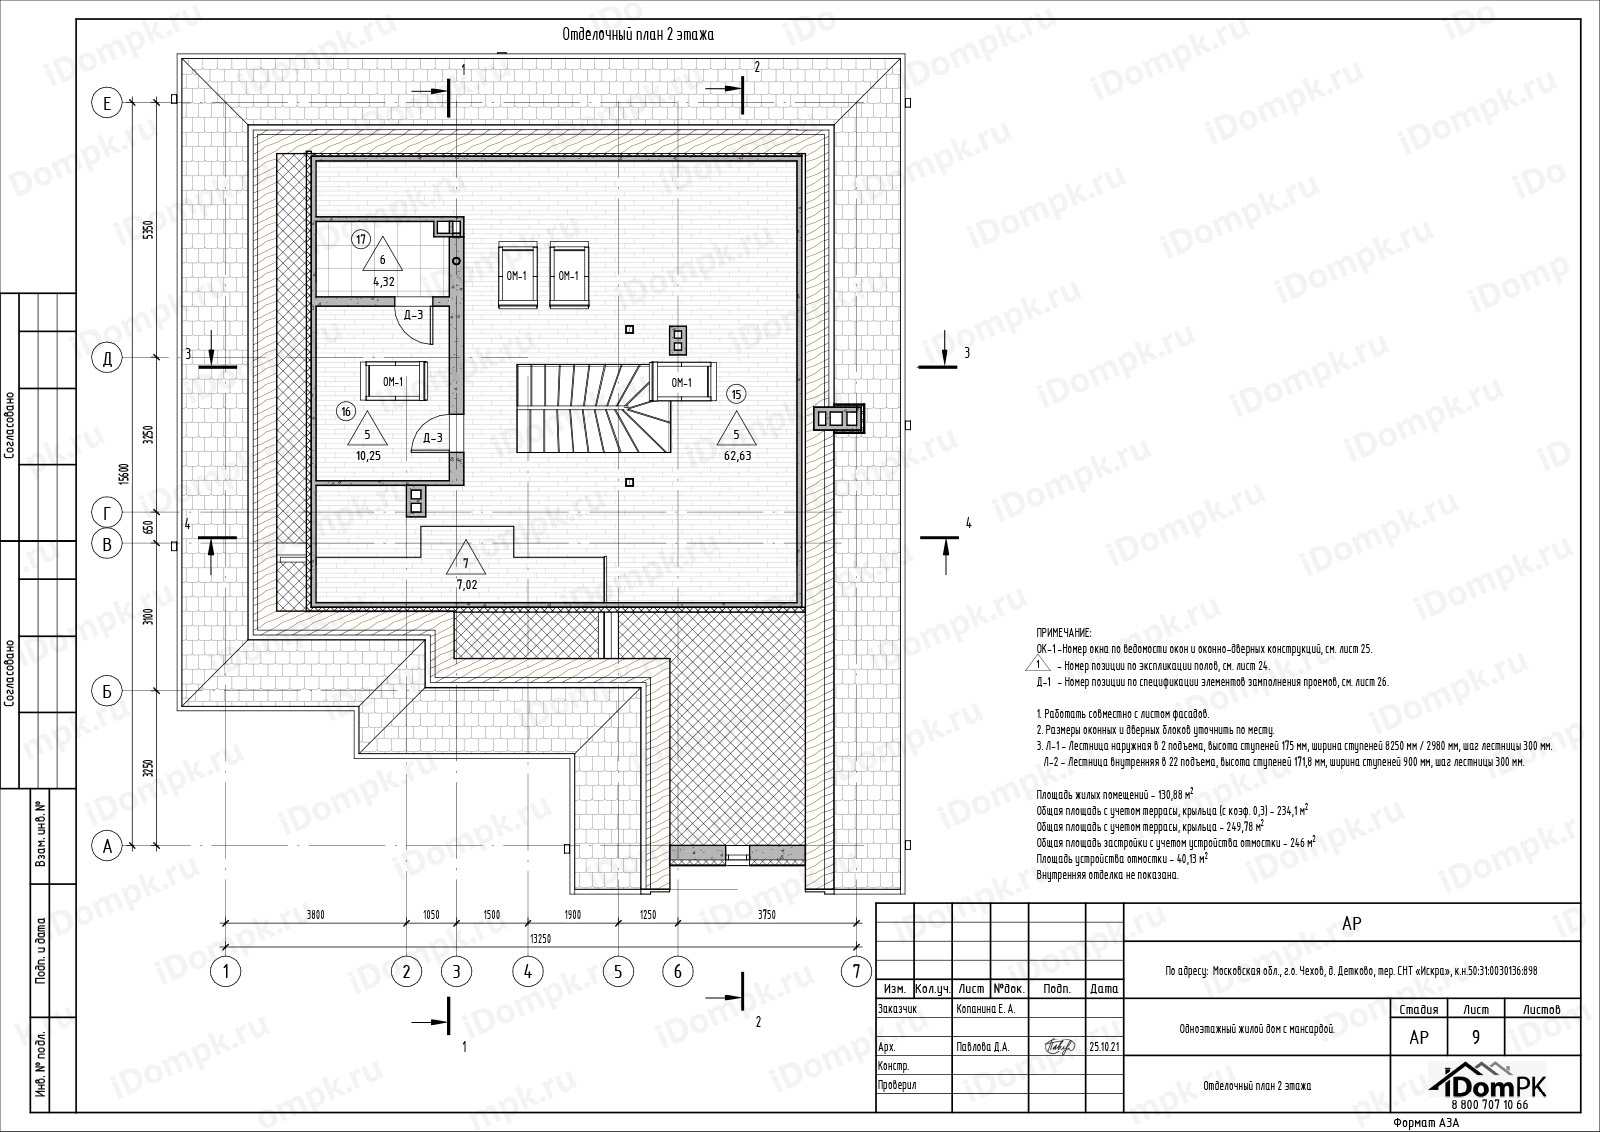 Отделочный план 2 этажа
1
2
Е
5350
17
6
4,32
ОМ-1
ОМ-1
Д-3
3
3
Д
ОМ-1
ОМ-1
16
15
5
10,25
Д-3
5
62,63
3250
15600
Г
650
4
4
В
7
7,02
3100
Б
3250
А
3800
1050
1500
1900
1250
3750
13250
1
2
3
4
5
6
7
1
2
Согласовано
Согласовано
Взам. инв. №
Подп. и дата
Инв. № подл.
ПРИМЕЧАНИЕ:
ОК-1 -Номер окна по ведомости окон и оконно-дверных конструкций, см. лист 25.
1 - Номер позиции по экспликации полов, см. лист 24.
Д-1 - Номер позиции по спецификации элементов замполнения проемов, см. лист 26.
1. Работать совместно с листом фасадов.
2. Размеры оконных и дверных блоков уточнить по месту.
3. Л-1 - Лестница наружная в 2 подъема, высота ступеней 175 мм, ширина ступеней 8250 мм / 2980 мм, шаг лестницы 300 мм.
Л-2 - Лестница внутренняя в 22 подъема, высота ступеней 171,8 мм, ширина ступеней 900 мм, шаг лестницы 300 мм.
Площадь жилых помещений - 130,88 м²
Общая площадь с учетом террасы, крыльца (с коэф. 0,3) - 234,1 м²
Общая площадь с учетом террасы, крыльца - 249,78 м²
Общая площадь застройки с учетом устройства отмостки - 246 м²
Площадь устройства отмостки - 40,13 м²
Внутренняя отделка не показана.
АР
По адресу: Московская обл., г.о. Чехов, д. Детково, тер. СНТ «Искра», к.н.50:31:0030136:898
Изм. Кол.уч. Лист №док. Подп. Дата
Заказчик Копанина Е. А.
Арх. Павлова Д.А. 25.10.21
Констр.
Проверил
Одноэтажный жилой дом с мансардой.
Стадия Лист Листов
АР 9
Отделочный план 2 этажа
iDomPK
8 800 707 10 66
Формат А3А